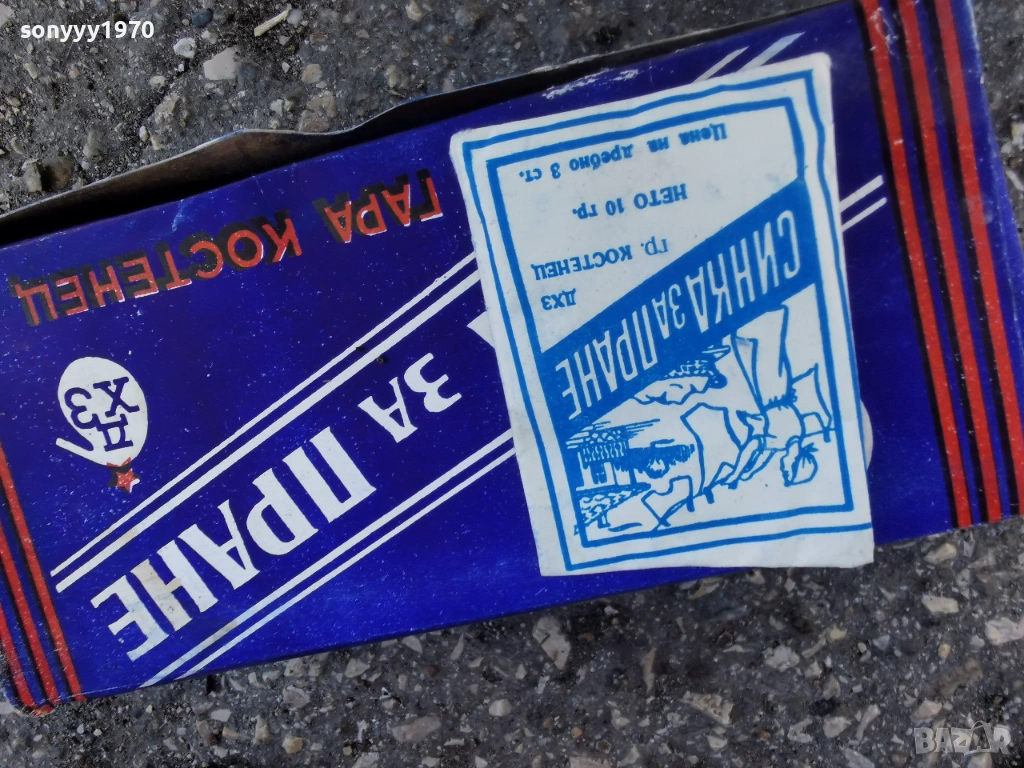 sonyyy1970
СИНКА ЗА ПРАНЕ
ДХЗ
гр. КОСТЕНЕЦ
НЕТО 10 гр.
Цена на дребно 3 ст.
ЗА ПРАНЕ
ДХЗ
ГАРА КОСТЕНЕЦ
BAZAR